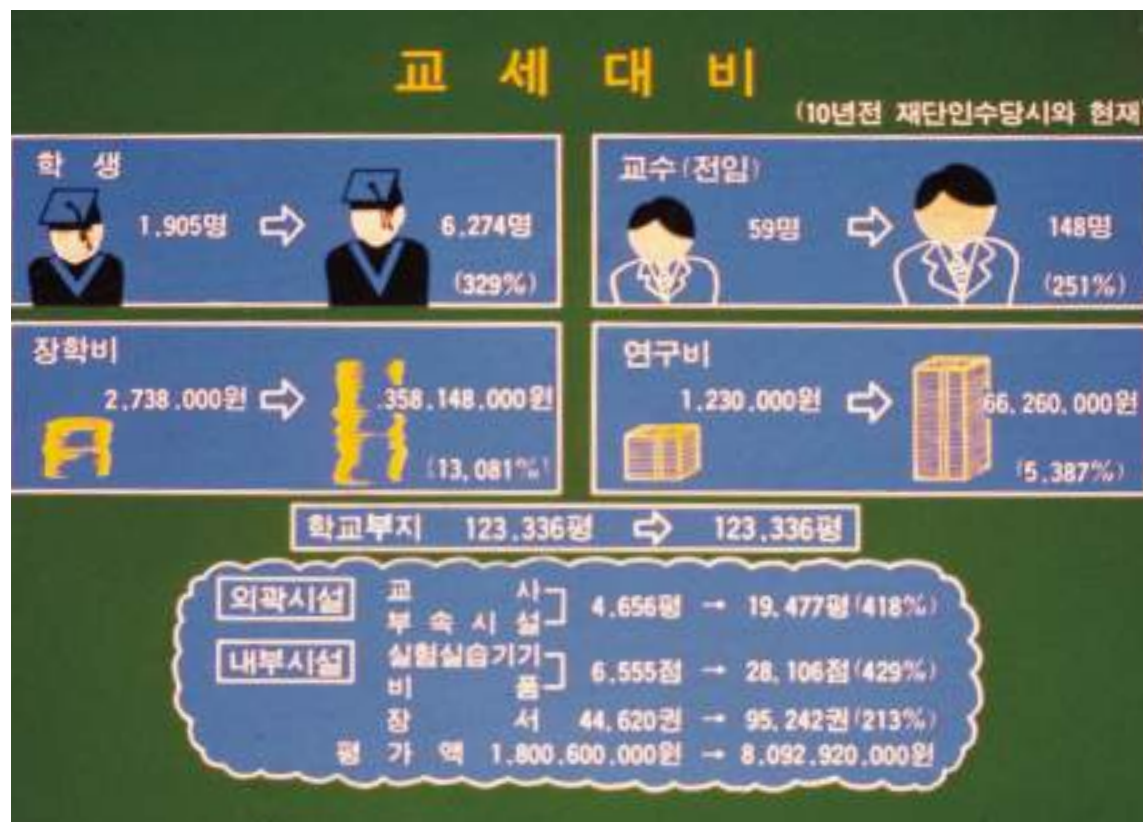 교 세 대 비
(10년전 재단인수당시와 현재
학 생
1.905명 ⇨ 6.274명
(329%)
교수(전임)
59명 ⇨ 148명
(251%)
장학비
2.738.000원 ⇨ 358.148.000원
(13.081%)
연구비
1.230.000원 ⇨ 66.260.000원
(5.387%)
학교부지 123.336평 ⇨ 123.336평
외곽시설 교 사
부 속 시 설 4.656평 → 19.477평(418%)
내부시설 실험실습기기
비 품 6.555점 → 28.106점(429%)
장 서 44.620권 → 95.242권(213%)
평 가 액 1.800.600.000원 → 8.092.920.000원